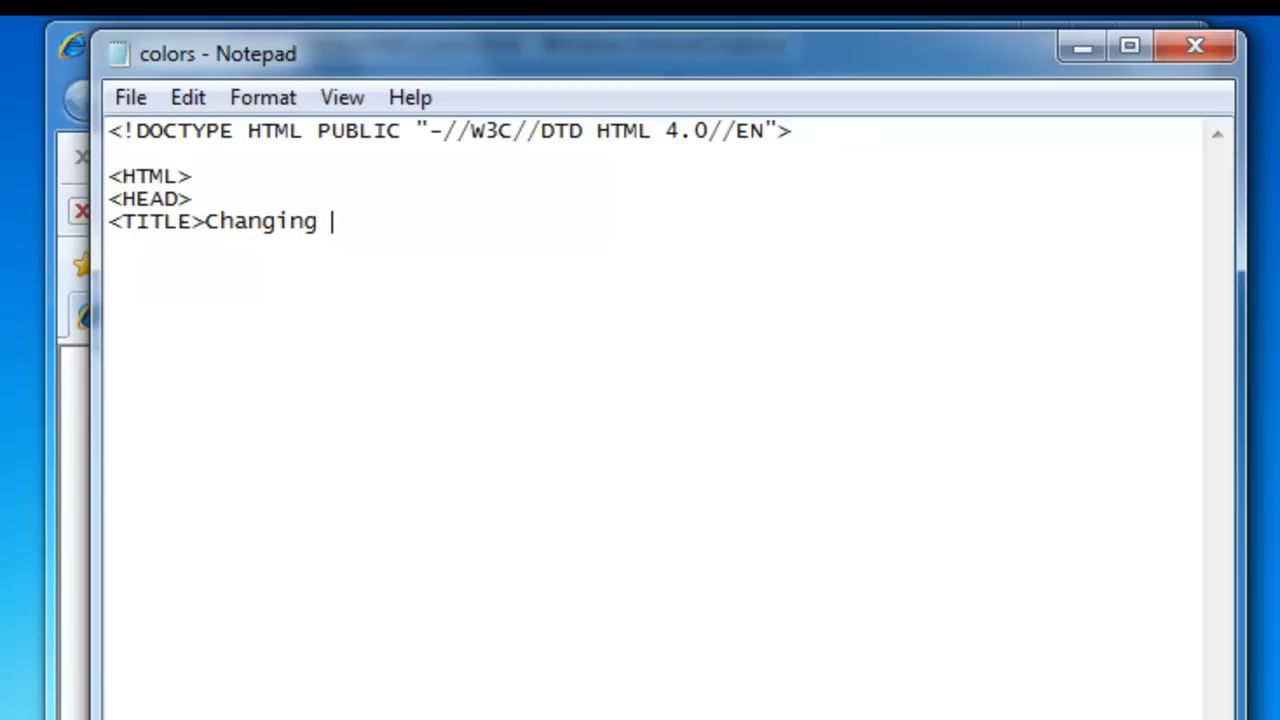 colors - Notepad
File Edit Format View Help
<!DOCTYPE HTML PUBLIC "-//W3C//DTD HTML 4.0//EN">
<HTML>
<HEAD>
<TITLE>Changing